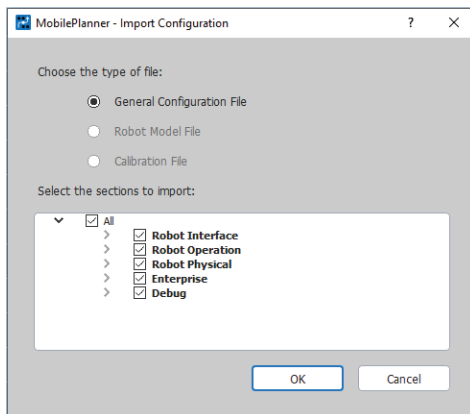 MobilePlanner - Import Configuration
Choose the type of file:
General Configuration File
Robot Model File
Calibration File
Select the sections to import:
All
Robot Interface
Robot Operation
Robot Physical
Enterprise
Debug
OK Cancel